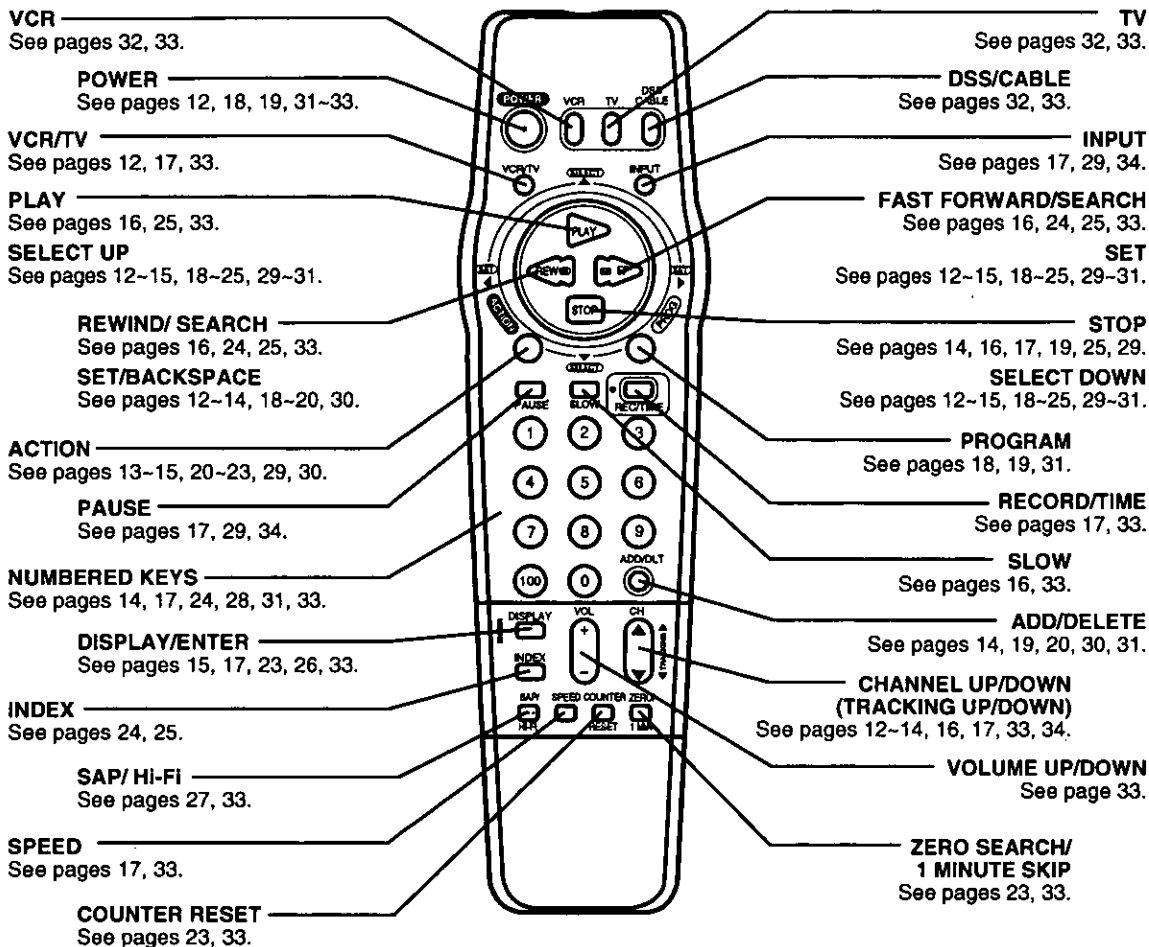 VCR
See pages 32, 33.
POWER
See pages 12, 18, 19, 31~33.
VCR/TV
See pages 12, 17, 33.
PLAY
See pages 16, 25, 33.
SELECT UP
See pages 12~15, 18~25, 29~31.
REWIND/ SEARCH
See pages 16, 24, 25, 33.
SET/BACKSPACE
See pages 12~14, 18~20, 30.
ACTION
See pages 13~15, 20~23, 29, 30.
PAUSE
See pages 17, 29, 34.
NUMBERED KEYS
See pages 14, 17, 24, 28, 31, 33.
DISPLAY/ENTER
See pages 15, 17, 23, 26, 33.
INDEX
See pages 24, 25.
SAP/ Hi-Fi
See pages 27, 33.
SPEED
See pages 17, 33.
COUNTER RESET
See pages 23, 33.
POWER VCR TV DSS CABLE
VCR/TV SELECT INPUT
PLAY
SET REW FF SET
STOP
ACTION PROG
SELECT
PAUSE SLOW REC/TIME
1 2 3
4 5 6
7 8 9
ADD/DLT
100 0
DISPLAY VOL CH
+
INDEX TRACKING
-
SAP/ SPEED COUNTER ZERO/
HI-FI RESET 1 MIN
TV
See pages 32, 33.
DSS/CABLE
See pages 32, 33.
INPUT
See pages 17, 29, 34.
FAST FORWARD/SEARCH
See pages 16, 24, 25, 33.
SET
See pages 12~15, 18~25, 29~31.
STOP
See pages 14, 16, 17, 19, 25, 29.
SELECT DOWN
See pages 12~15, 18~25, 29~31.
PROGRAM
See pages 18, 19, 31.
RECORD/TIME
See pages 17, 33.
SLOW
See pages 16, 33.
ADD/DELETE
See pages 14, 19, 20, 30, 31.
CHANNEL UP/DOWN
(TRACKING UP/DOWN)
See pages 12~14, 16, 17, 33, 34.
VOLUME UP/DOWN
See page 33.
ZERO SEARCH/
1 MINUTE SKIP
See pages 23, 33.